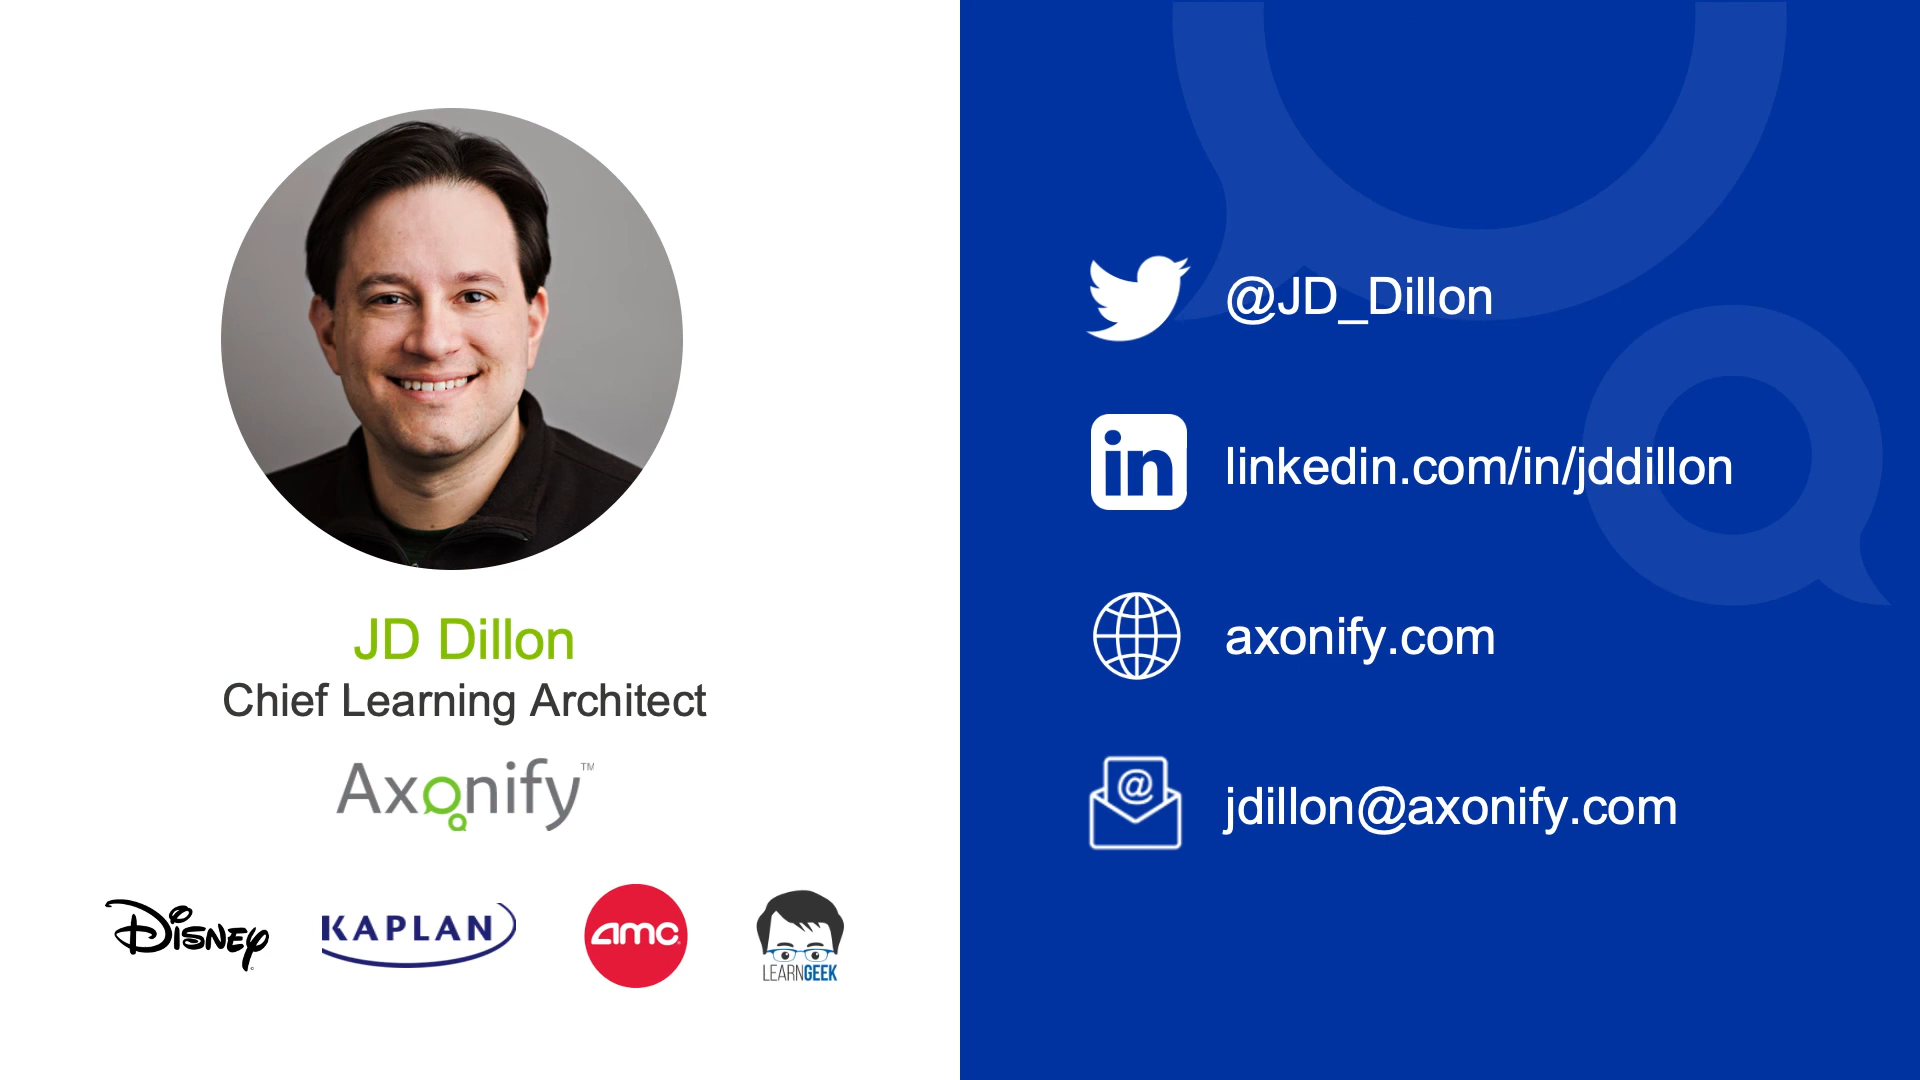 JD Dillon
Chief Learning Architect
Axonify™
Disney
KAPLAN
amc
LEARNGEEK
@JD_Dillon
in
linkedin.com/in/jddillon
axonify.com
@
jdillon@axonify.com